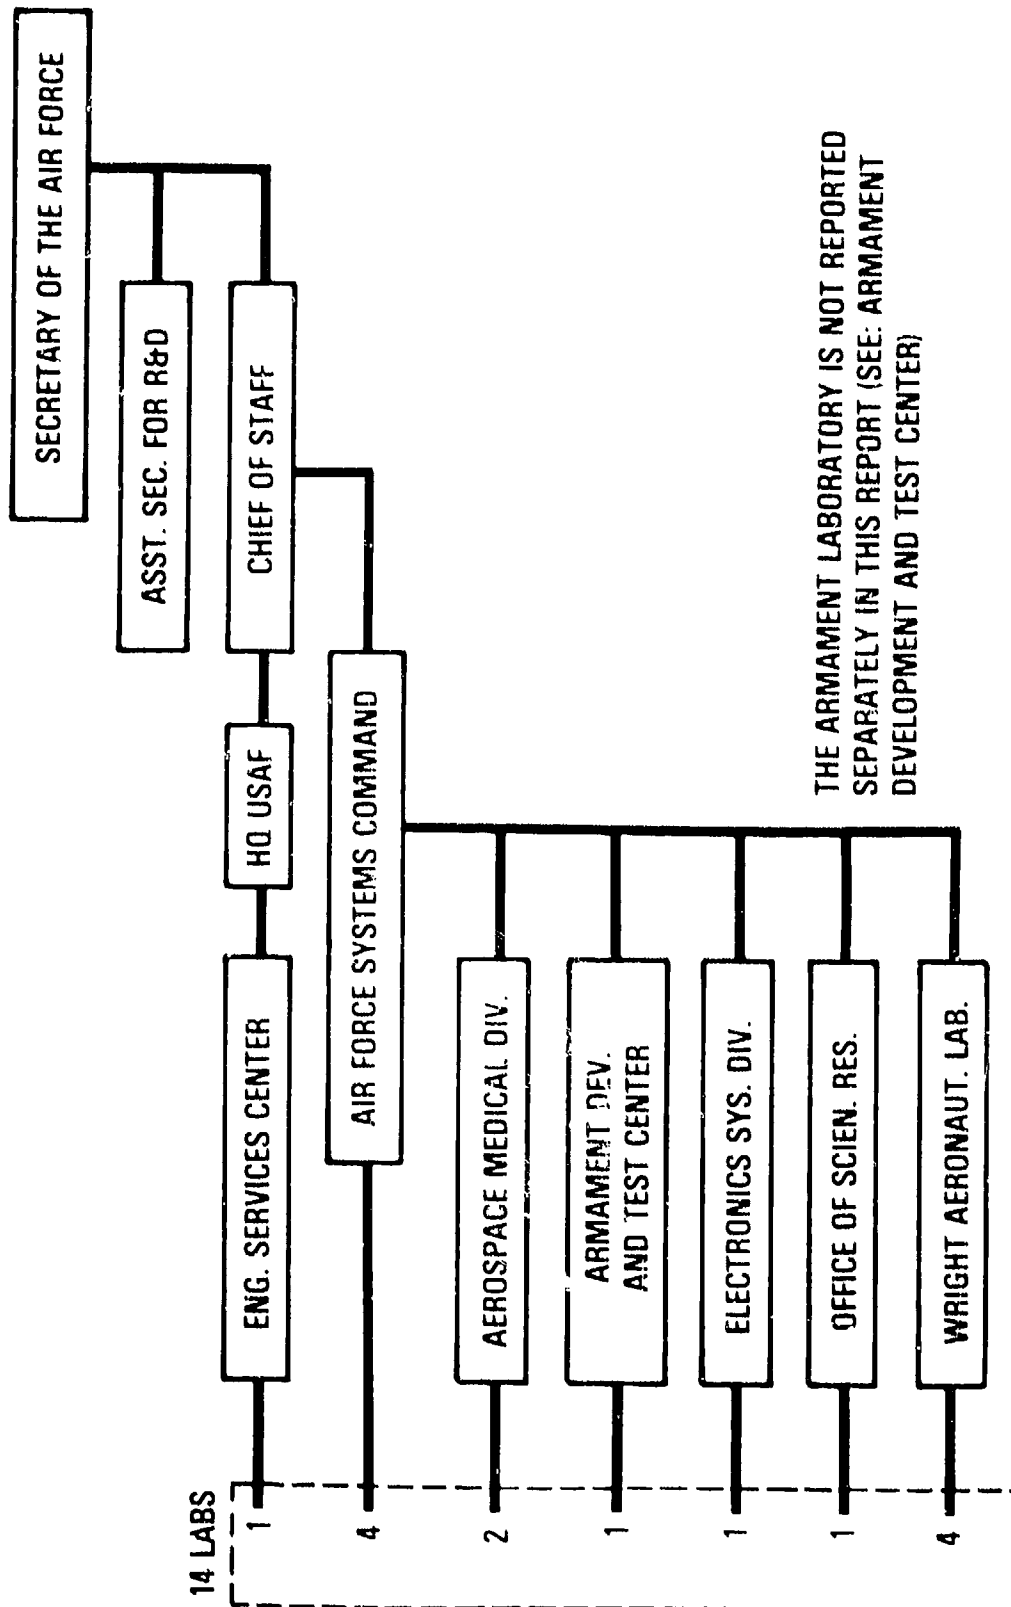 SECRETARY OF THE AIR FORCE
ASST. SEC. FOR R&D
CHIEF OF STAFF
HQ USAF
ENG. SERVICES CENTER
AIR FORCE SYSTEMS COMMAND
AEROSPACE MEDICAL DIV.
ARMAMENT DEV.
AND TEST CENTER
ELECTRONICS SYS. DIV.
OFFICE OF SCIEN. RES.
WRIGHT AERONAUT. LAB.
14 LABS
1
4
2
1
1
1
4
THE ARMAMENT LABORATORY IS NOT REPORTED
SEPARATELY IN THIS REPORT (SEE: ARMAMENT
DEVELOPMENT AND TEST CENTER)